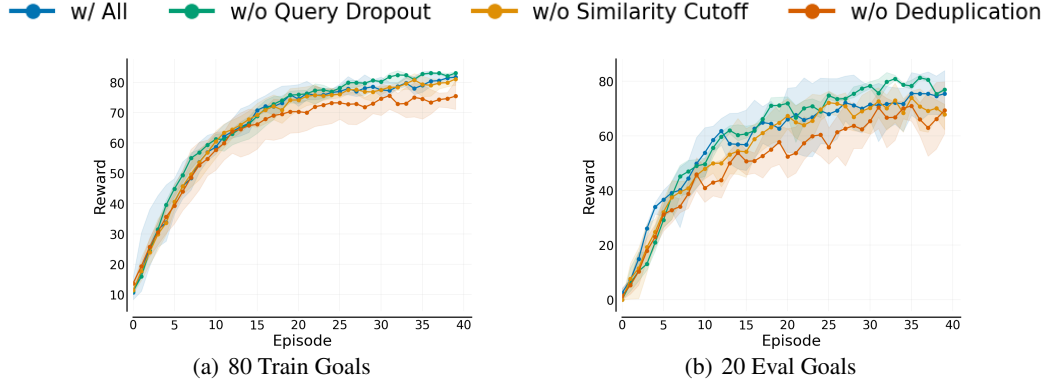 w/ All w/o Query Dropout w/o Similarity Cutoff w/o Deduplication
80
70
60
50
40
30
20
10
Reward
0 5 10 15 20 25 30 35 40
Episode
(a) 80 Train Goals
80
60
40
20
0
Reward
0 5 10 15 20 25 30 35 40
Episode
(b) 20 Eval Goals